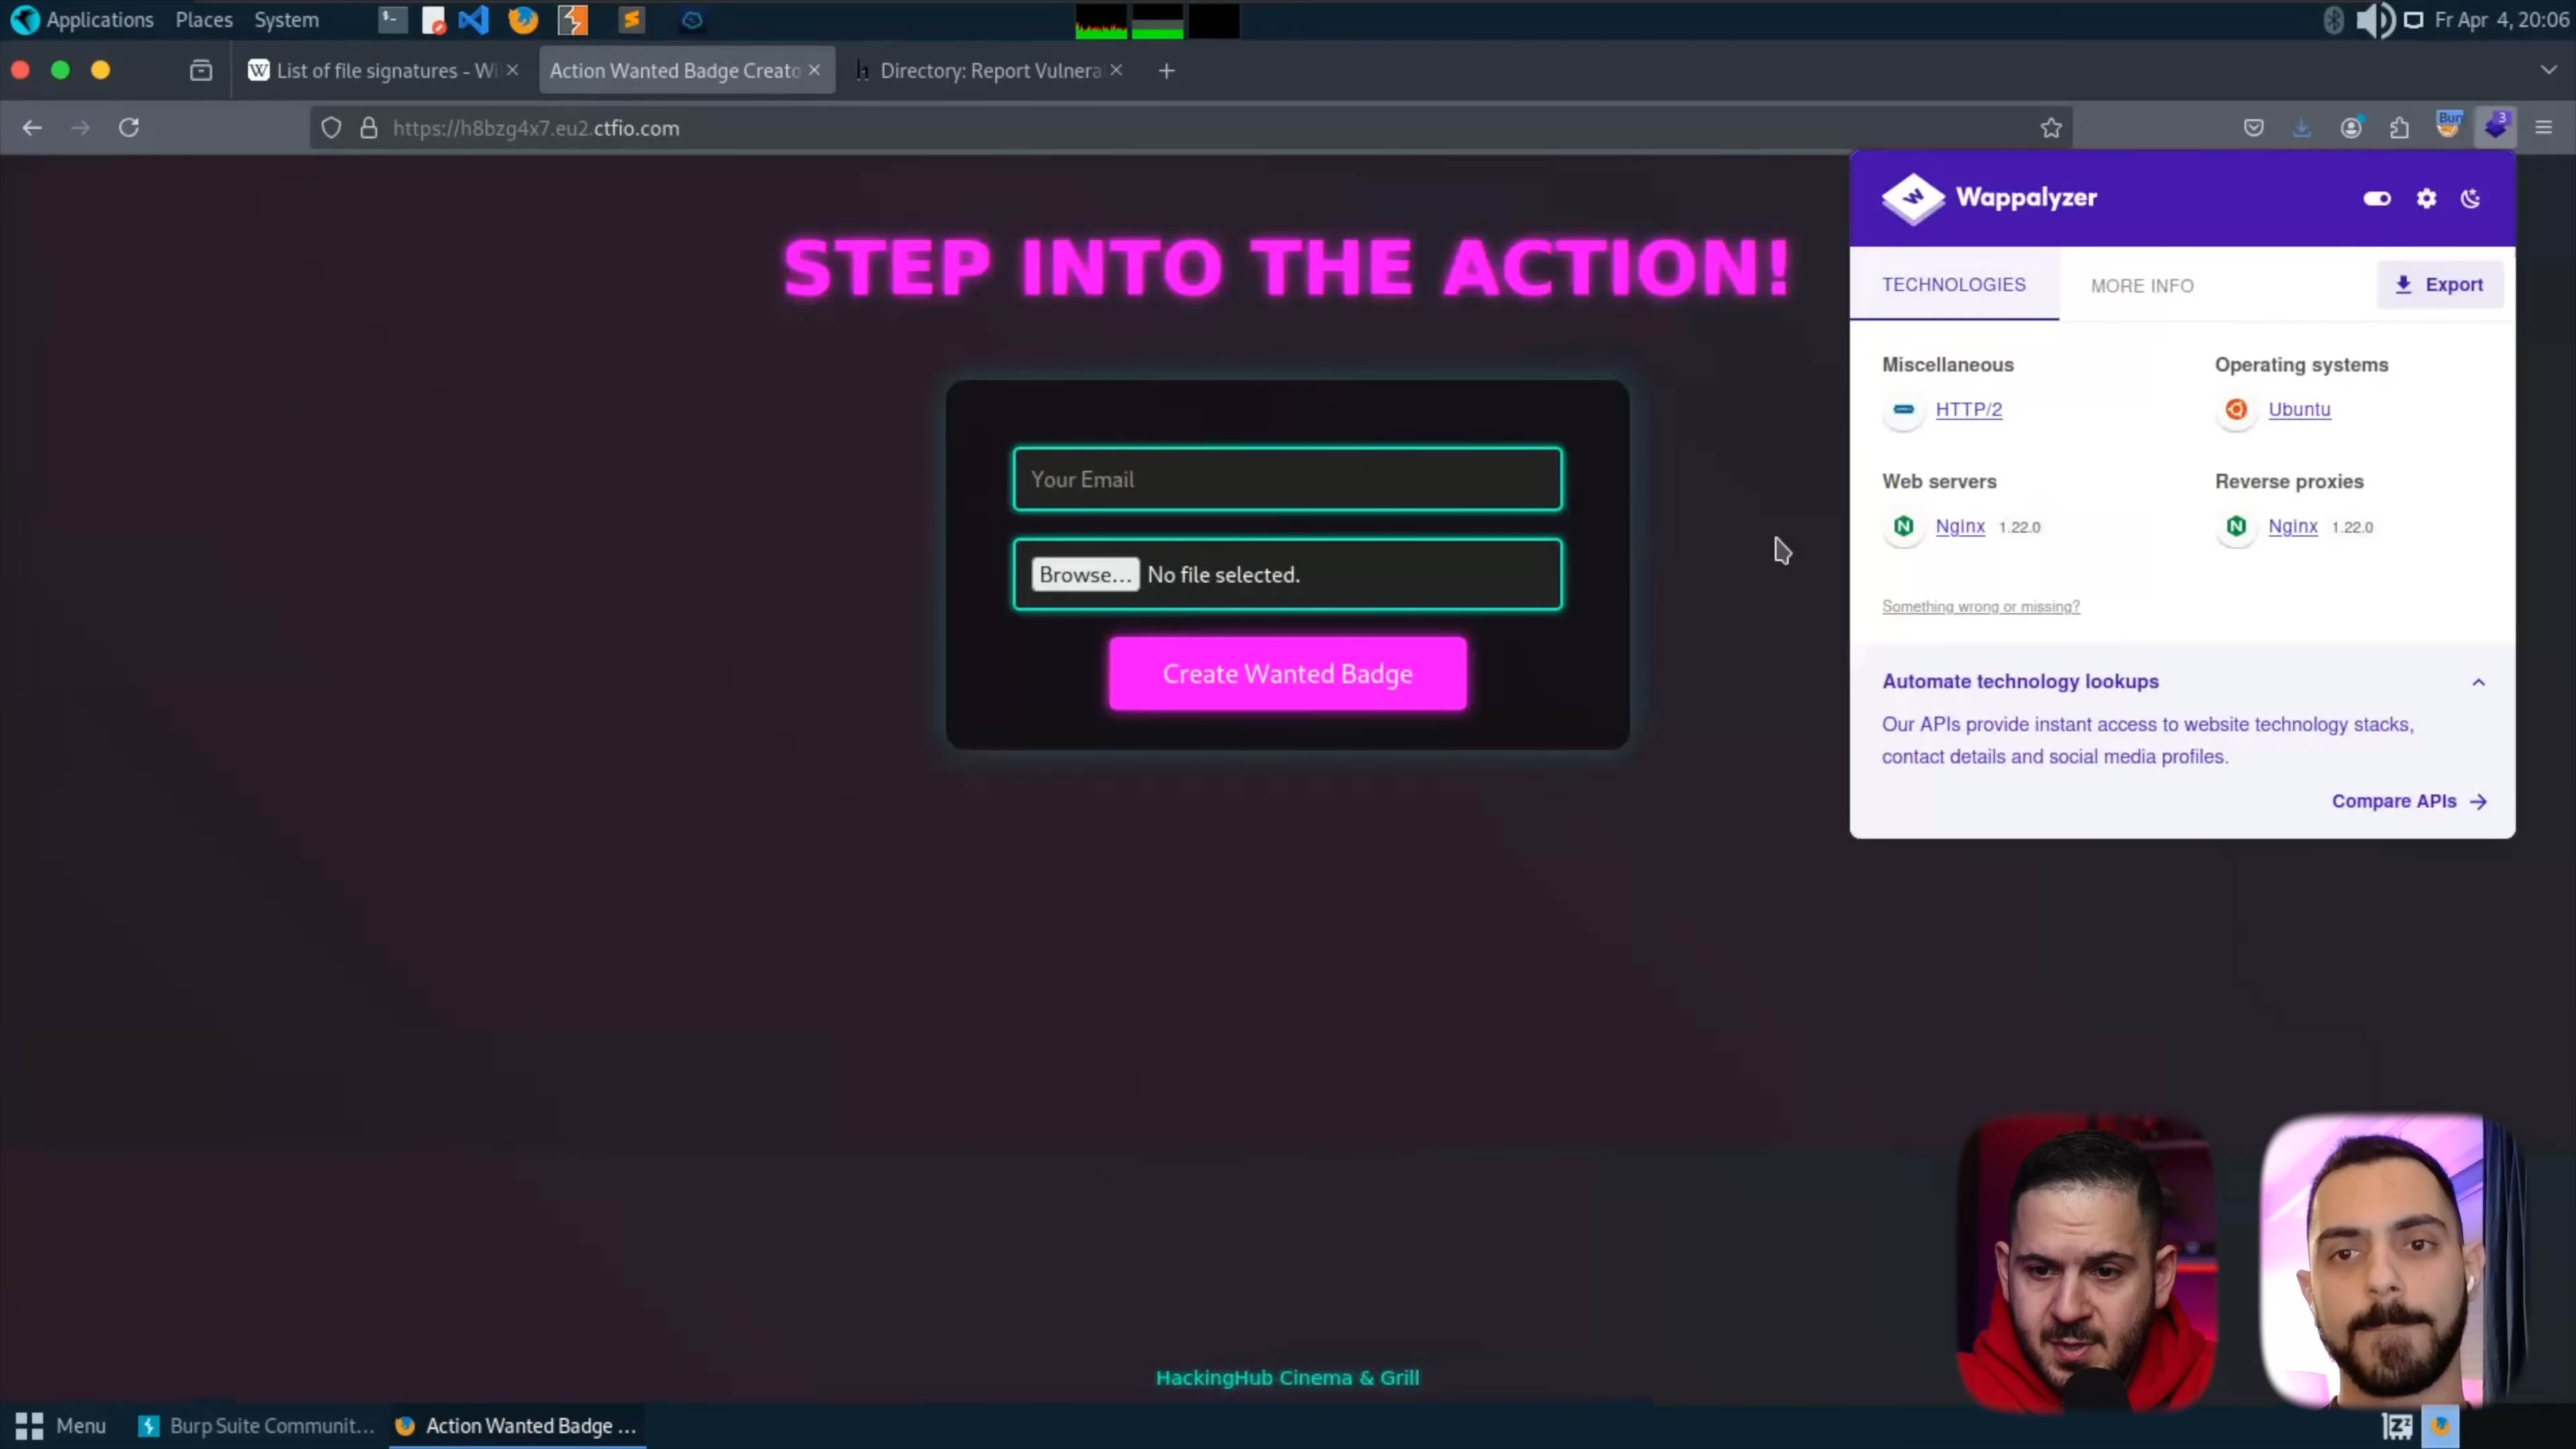 Applications Places System
Fr Apr 4, 20:06
List of file signatures - Wi
Action Wanted Badge Creato
h1 Directory: Report Vulnera
https://h8bzg4x7.eu2.ctfio.com
Burp
3
STEP INTO THE ACTION!
Your Email
Browse... No file selected.
Create Wanted Badge
Wappalyzer
TECHNOLOGIES
MORE INFO
Export
Miscellaneous
Operating systems
HTTP/2
Ubuntu
Web servers
Reverse proxies
Nginx 1.22.0
Nginx 1.22.0
Something wrong or missing?
Automate technology lookups
Our APIs provide instant access to website technology stacks,
contact details and social media profiles.
Compare APIs
HackingHub Cinema & Grill
Menu
Burp Suite Communit...
Action Wanted Badge ...